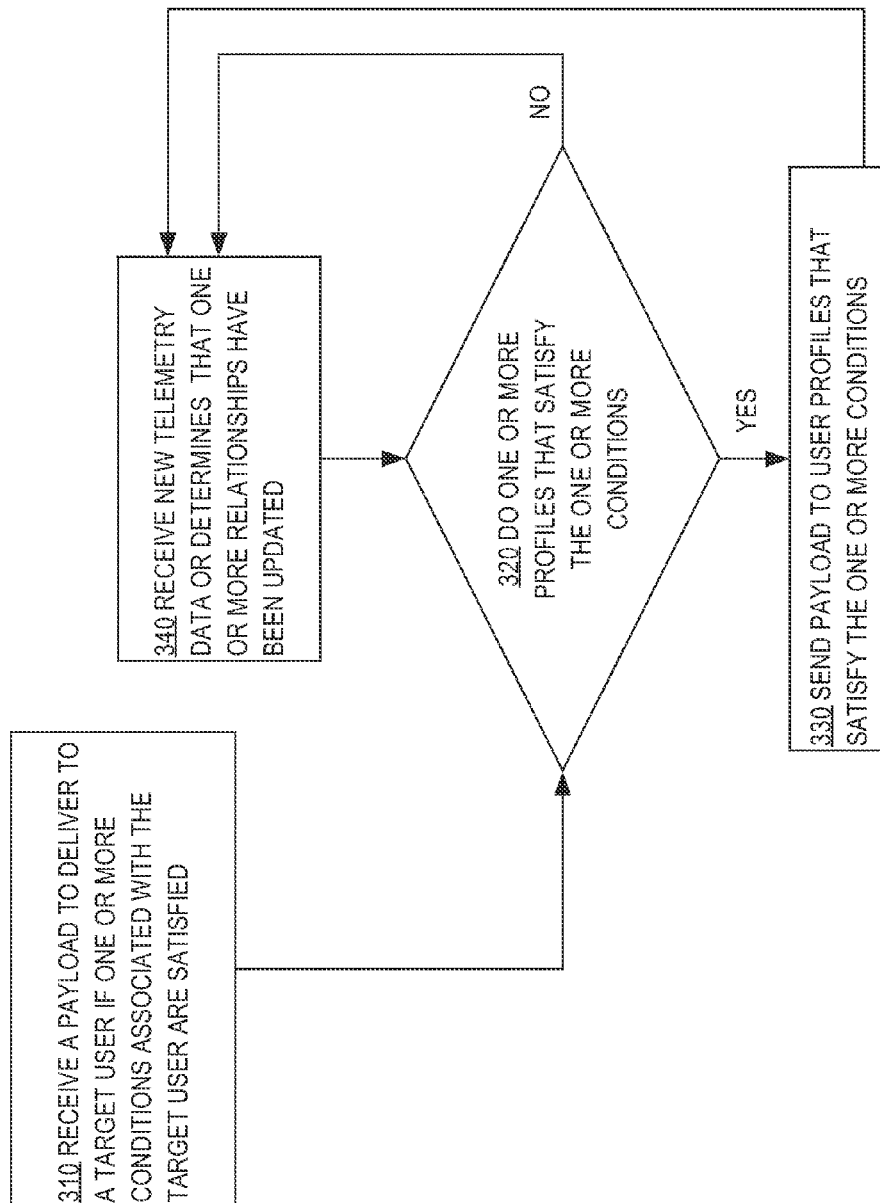 310 RECEIVE A PAYLOAD TO DELIVER TO
A TARGET USER IF ONE OR MORE
CONDITIONS ASSOCIATED WITH THE
TARGET USER ARE SATISFIED
340 RECEIVE NEW TELEMETRY
DATA OR DETERMINES THAT ONE
OR MORE RELATIONSHIPS HAVE
BEEN UPDATED
320 DO ONE OR MORE
PROFILES THAT SATISFY
THE ONE OR MORE
CONDITIONS
NO
YES
330 SEND PAYLOAD TO USER PROFILES THAT
SATISFY THE ONE OR MORE CONDITIONS